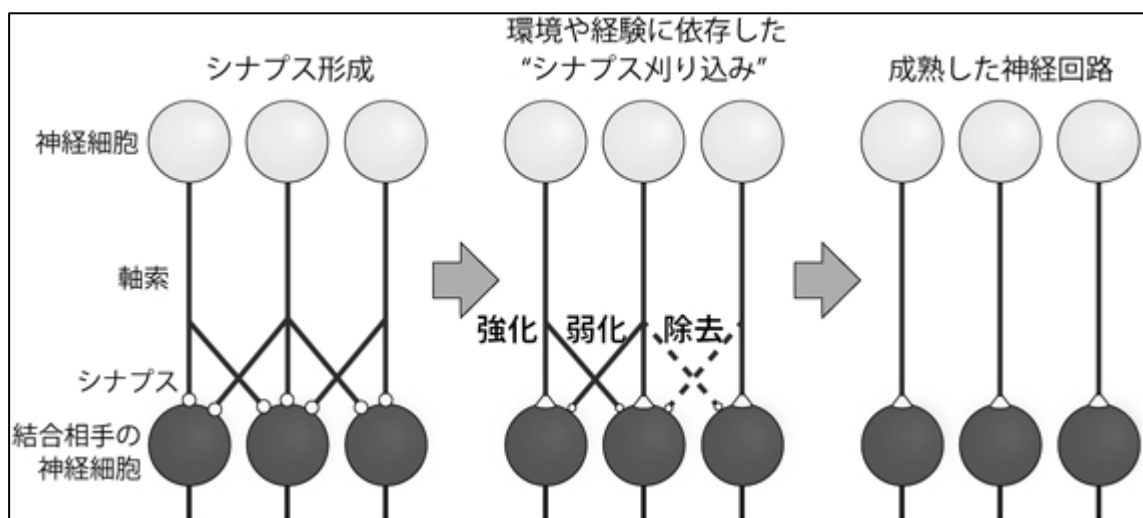 シナプス形成
環境や経験に依存した
“シナプス刈り込み”
成熟した神経回路
神経細胞
軸索
強化
弱化
除去
シナプス
結合相手の
神経細胞